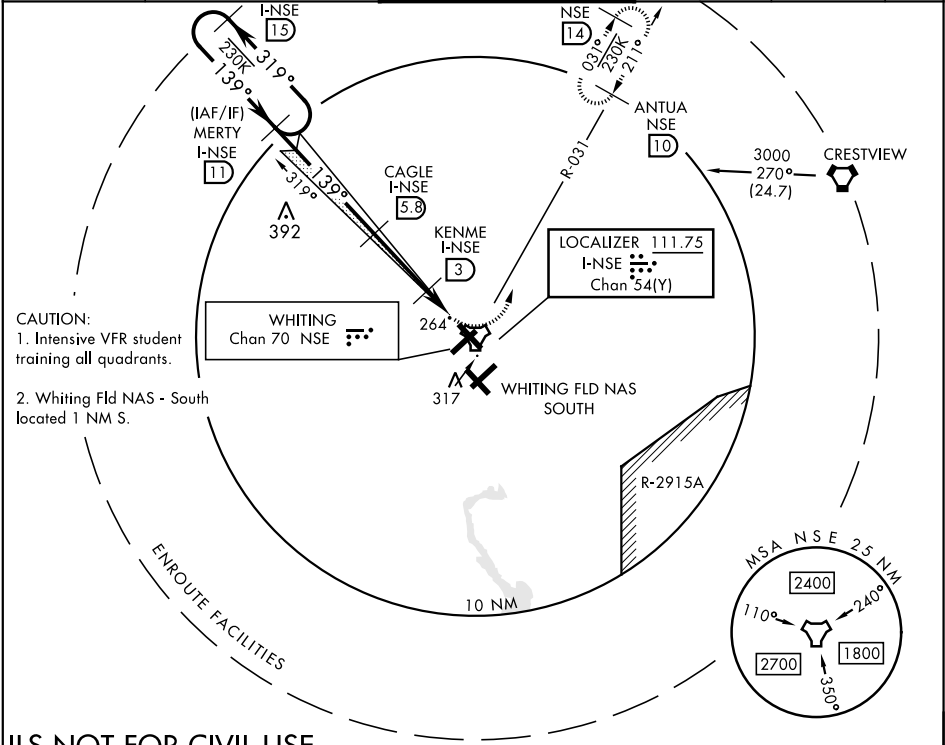 I-NSE
15
230K
319°
139°
(IAF/IF)
MERTY
I-NSE
11
139°
319°
392
CAGLE
I-NSE
5.8
KENME
I-NSE
3
NSE
14
031°
230K
211°
ANTUA
NSE
10
R-031
3000
270°
(24.7)
CRESTVIEW
LOCALIZER 111.75
I-NSE
Chan 54(Y)
WHITING
Chan 70 NSE
264
317
WHITING FLD NAS
SOUTH
CAUTION:
1. Intensive VFR student
training all quadrants.
2. Whiting Fld NAS - South
located 1 NM S.
R-2915A
10 NM
ENROUTE FACILITIES
MSA NSE 25 NM
2400
110°
240°
2700
1800
350°
ILS NOT FOR CIVIL USE